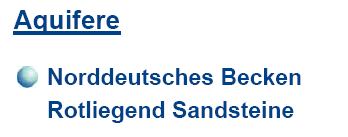 Aquifere
Norddeutsches Becken
Rotliegend Sandsteine